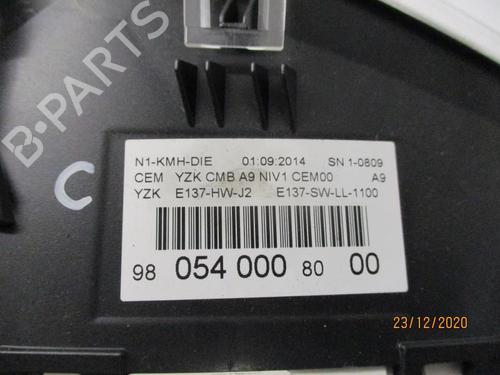 N1-KMH-DIE 01:09:2014 SN 1-0809
CEM YZK CMB A9 NIV1 CEM00 A9
YZK E137-HW-J2 E137-SW-LL-1100
98 054 000 80 00
C
B-PARTS
23/12/2020